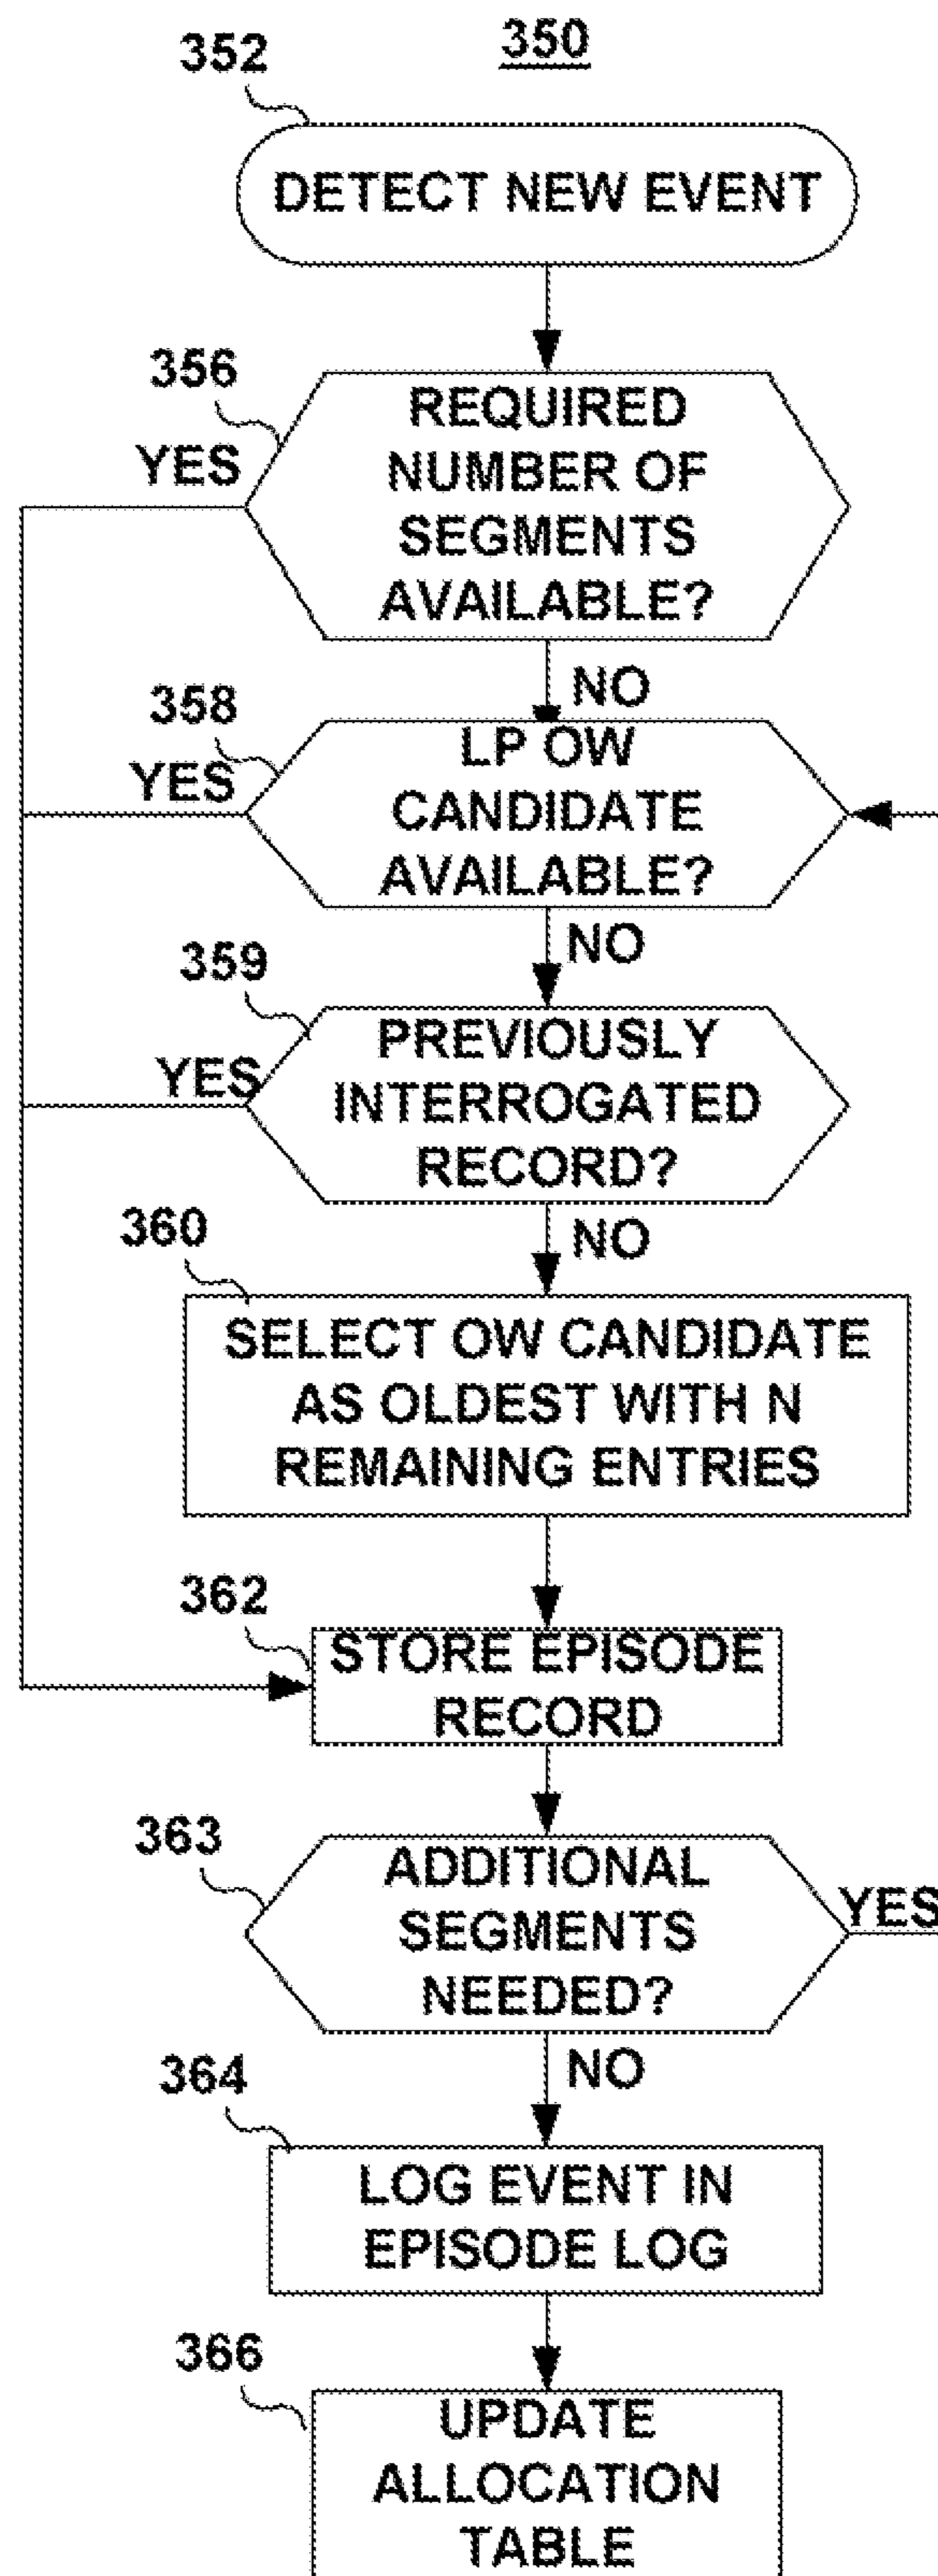 350
352
DETECT NEW EVENT
356
YES
REQUIRED
NUMBER OF
SEGMENTS
AVAILABLE?
NO
358
YES
LP OW
CANDIDATE
AVAILABLE?
NO
359
YES
PREVIOUSLY
INTERROGATED
RECORD?
NO
360
SELECT OW CANDIDATE
AS OLDEST WITH N
REMAINING ENTRIES
362
STORE EPISODE
RECORD
363
ADDITIONAL
SEGMENTS
NEEDED?
YES
NO
364
LOG EVENT IN
EPISODE LOG
366
UPDATE
ALLOCATION
TABLE